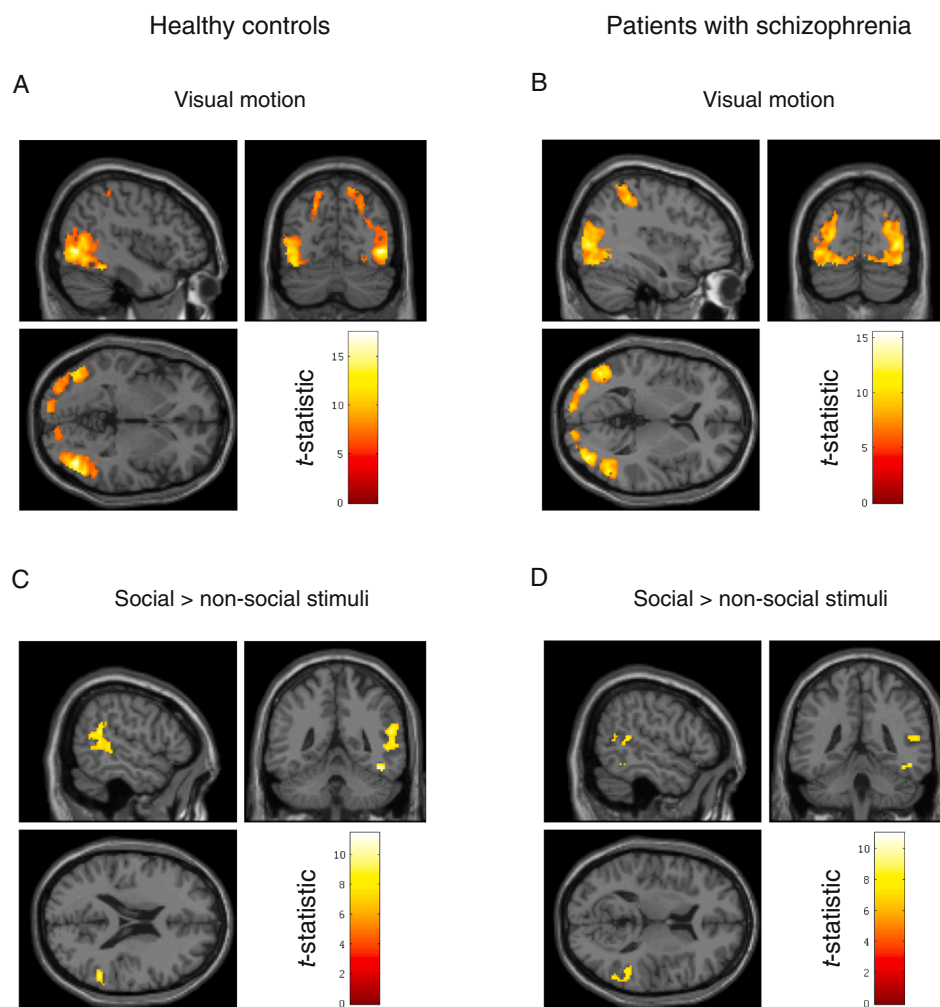 Healthy controls
Patients with schizophrenia
A
Visual motion
B
Visual motion
15
10
5
0
t-statistic
15
10
5
0
t-statistic
C
Social > non-social stimuli
D
Social > non-social stimuli
10
8
6
4
2
0
t-statistic
10
8
6
4
2
0
t-statistic